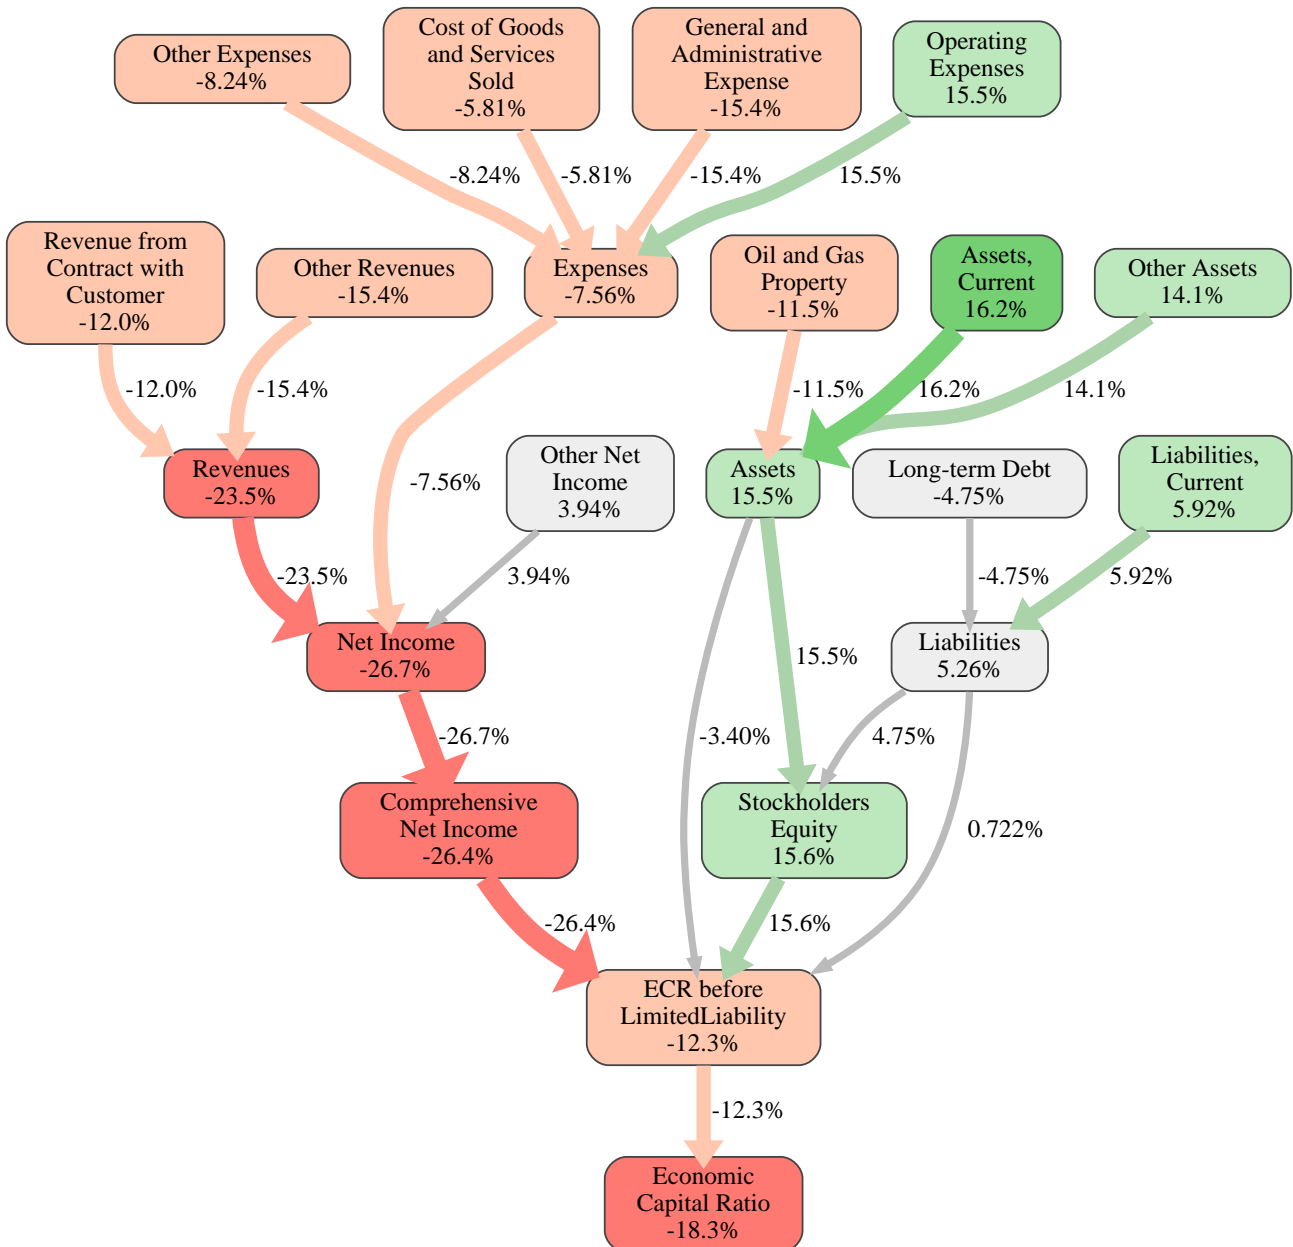 Other Expenses
-8.24%
Cost of Goods
and Services
Sold
-5.81%
General and
Administrative
Expense
-15.4%
Operating
Expenses
15.5%
-8.24%
-5.81%
-15.4%
15.5%
Revenue from
Contract with
Customer
-12.0%
Other Revenues
-15.4%
Expenses
-7.56%
Oil and Gas
Property
-11.5%
Assets,
Current
16.2%
Other Assets
14.1%
-12.0%
-15.4%
-11.5%
16.2%
14.1%
Revenues
-23.5%
-7.56%
Other Net
Income
3.94%
Assets
15.5%
Long-term Debt
-4.75%
Liabilities,
Current
5.92%
-23.5%
3.94%
-4.75%
5.92%
Net Income
-26.7%
15.5%
Liabilities
5.26%
-26.7%
-3.40%
4.75%
Comprehensive
Net Income
-26.4%
Stockholders
Equity
15.6%
0.722%
-26.4%
15.6%
ECR before
LimitedLiability
-12.3%
-12.3%
Economic
Capital Ratio
-18.3%